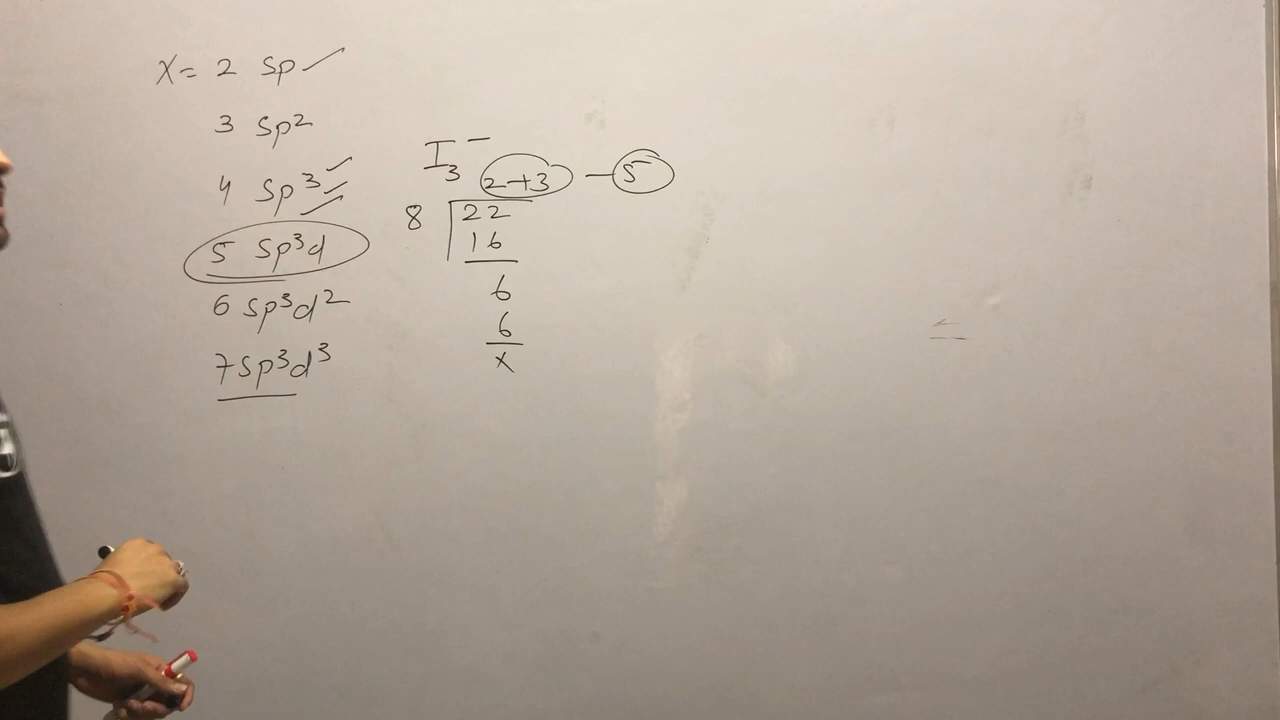 X= 2 sp ✓
3 sp²
4 sp³ ✓✓✓
5 sp³d
6 sp³d²
7 sp³d³
I₃⁻
2+3 — 5
8 | 22
16
6
6
x